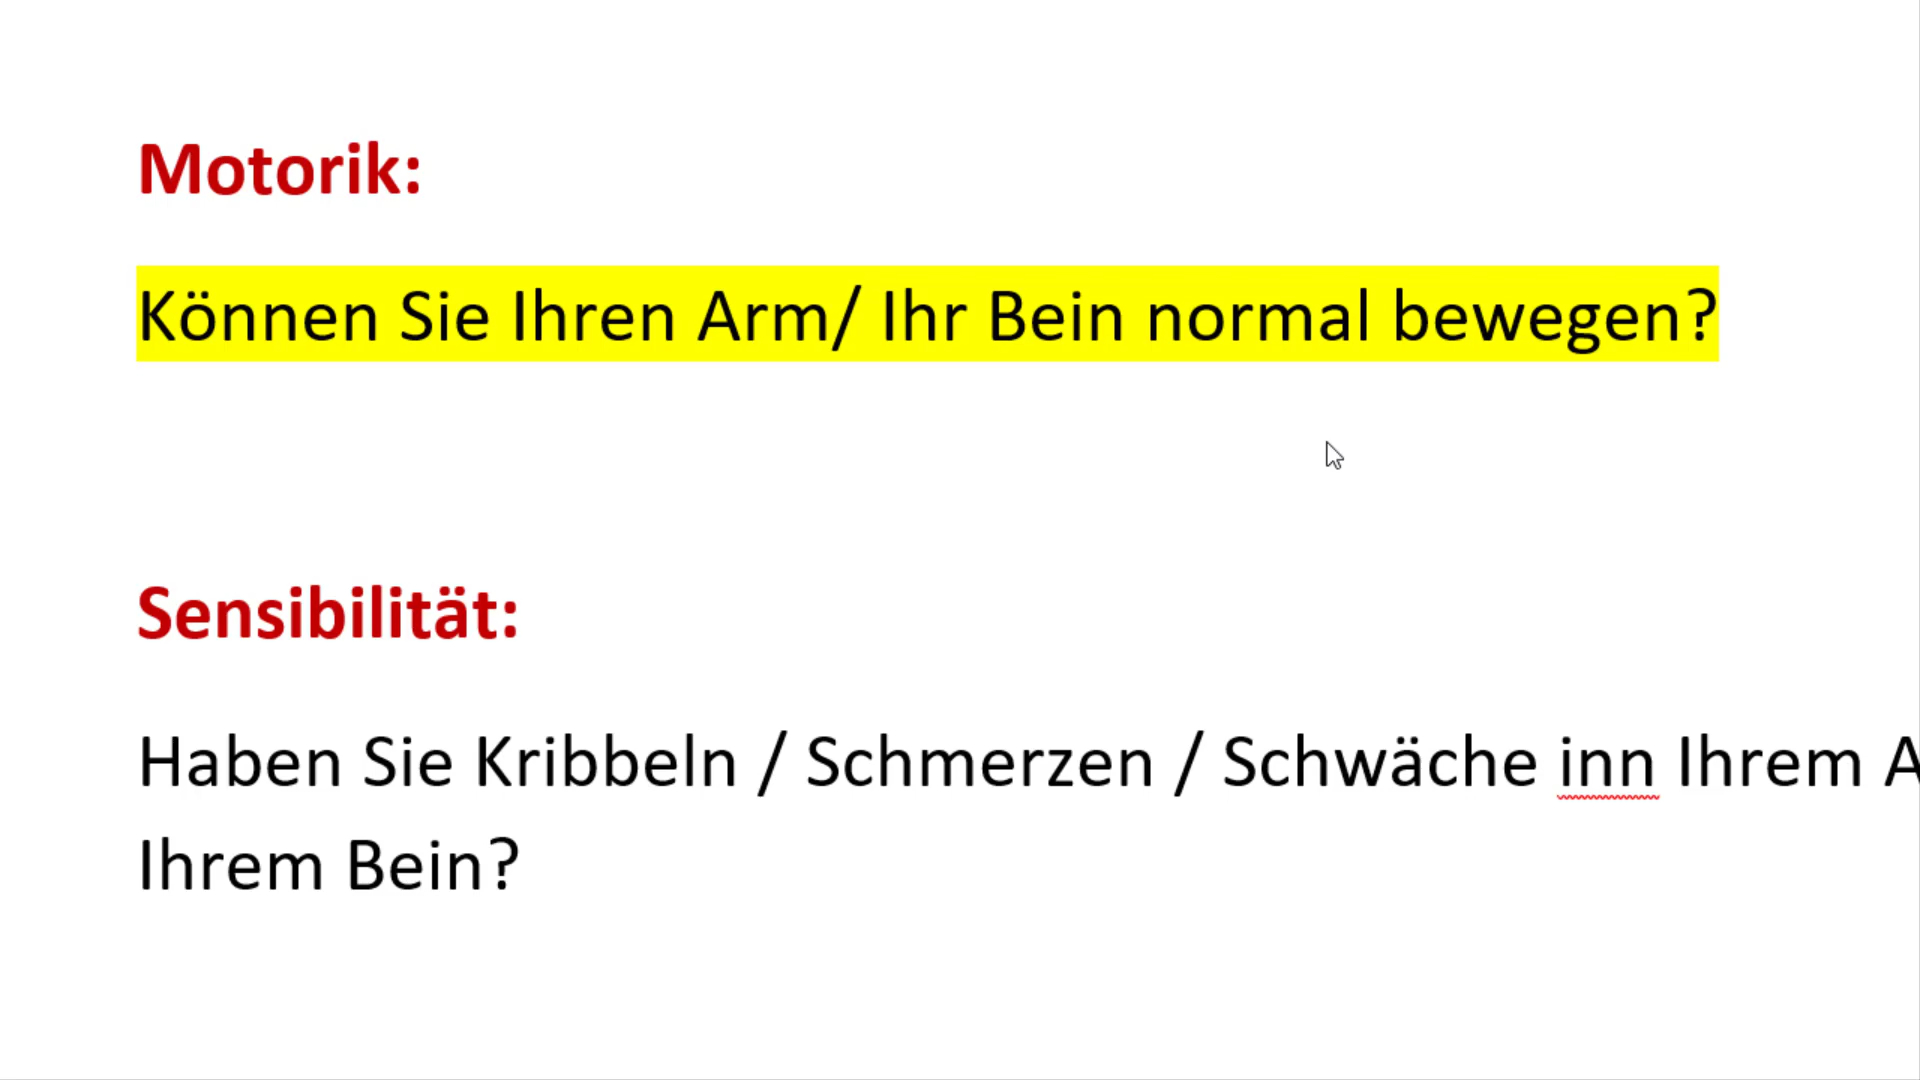 Motorik:
Können Sie Ihren Arm/ Ihr Bein normal bewegen?
Sensibilität:
Haben Sie Kribbeln / Schmerzen / Schwäche inn Ihrem
Ihrem Bein?